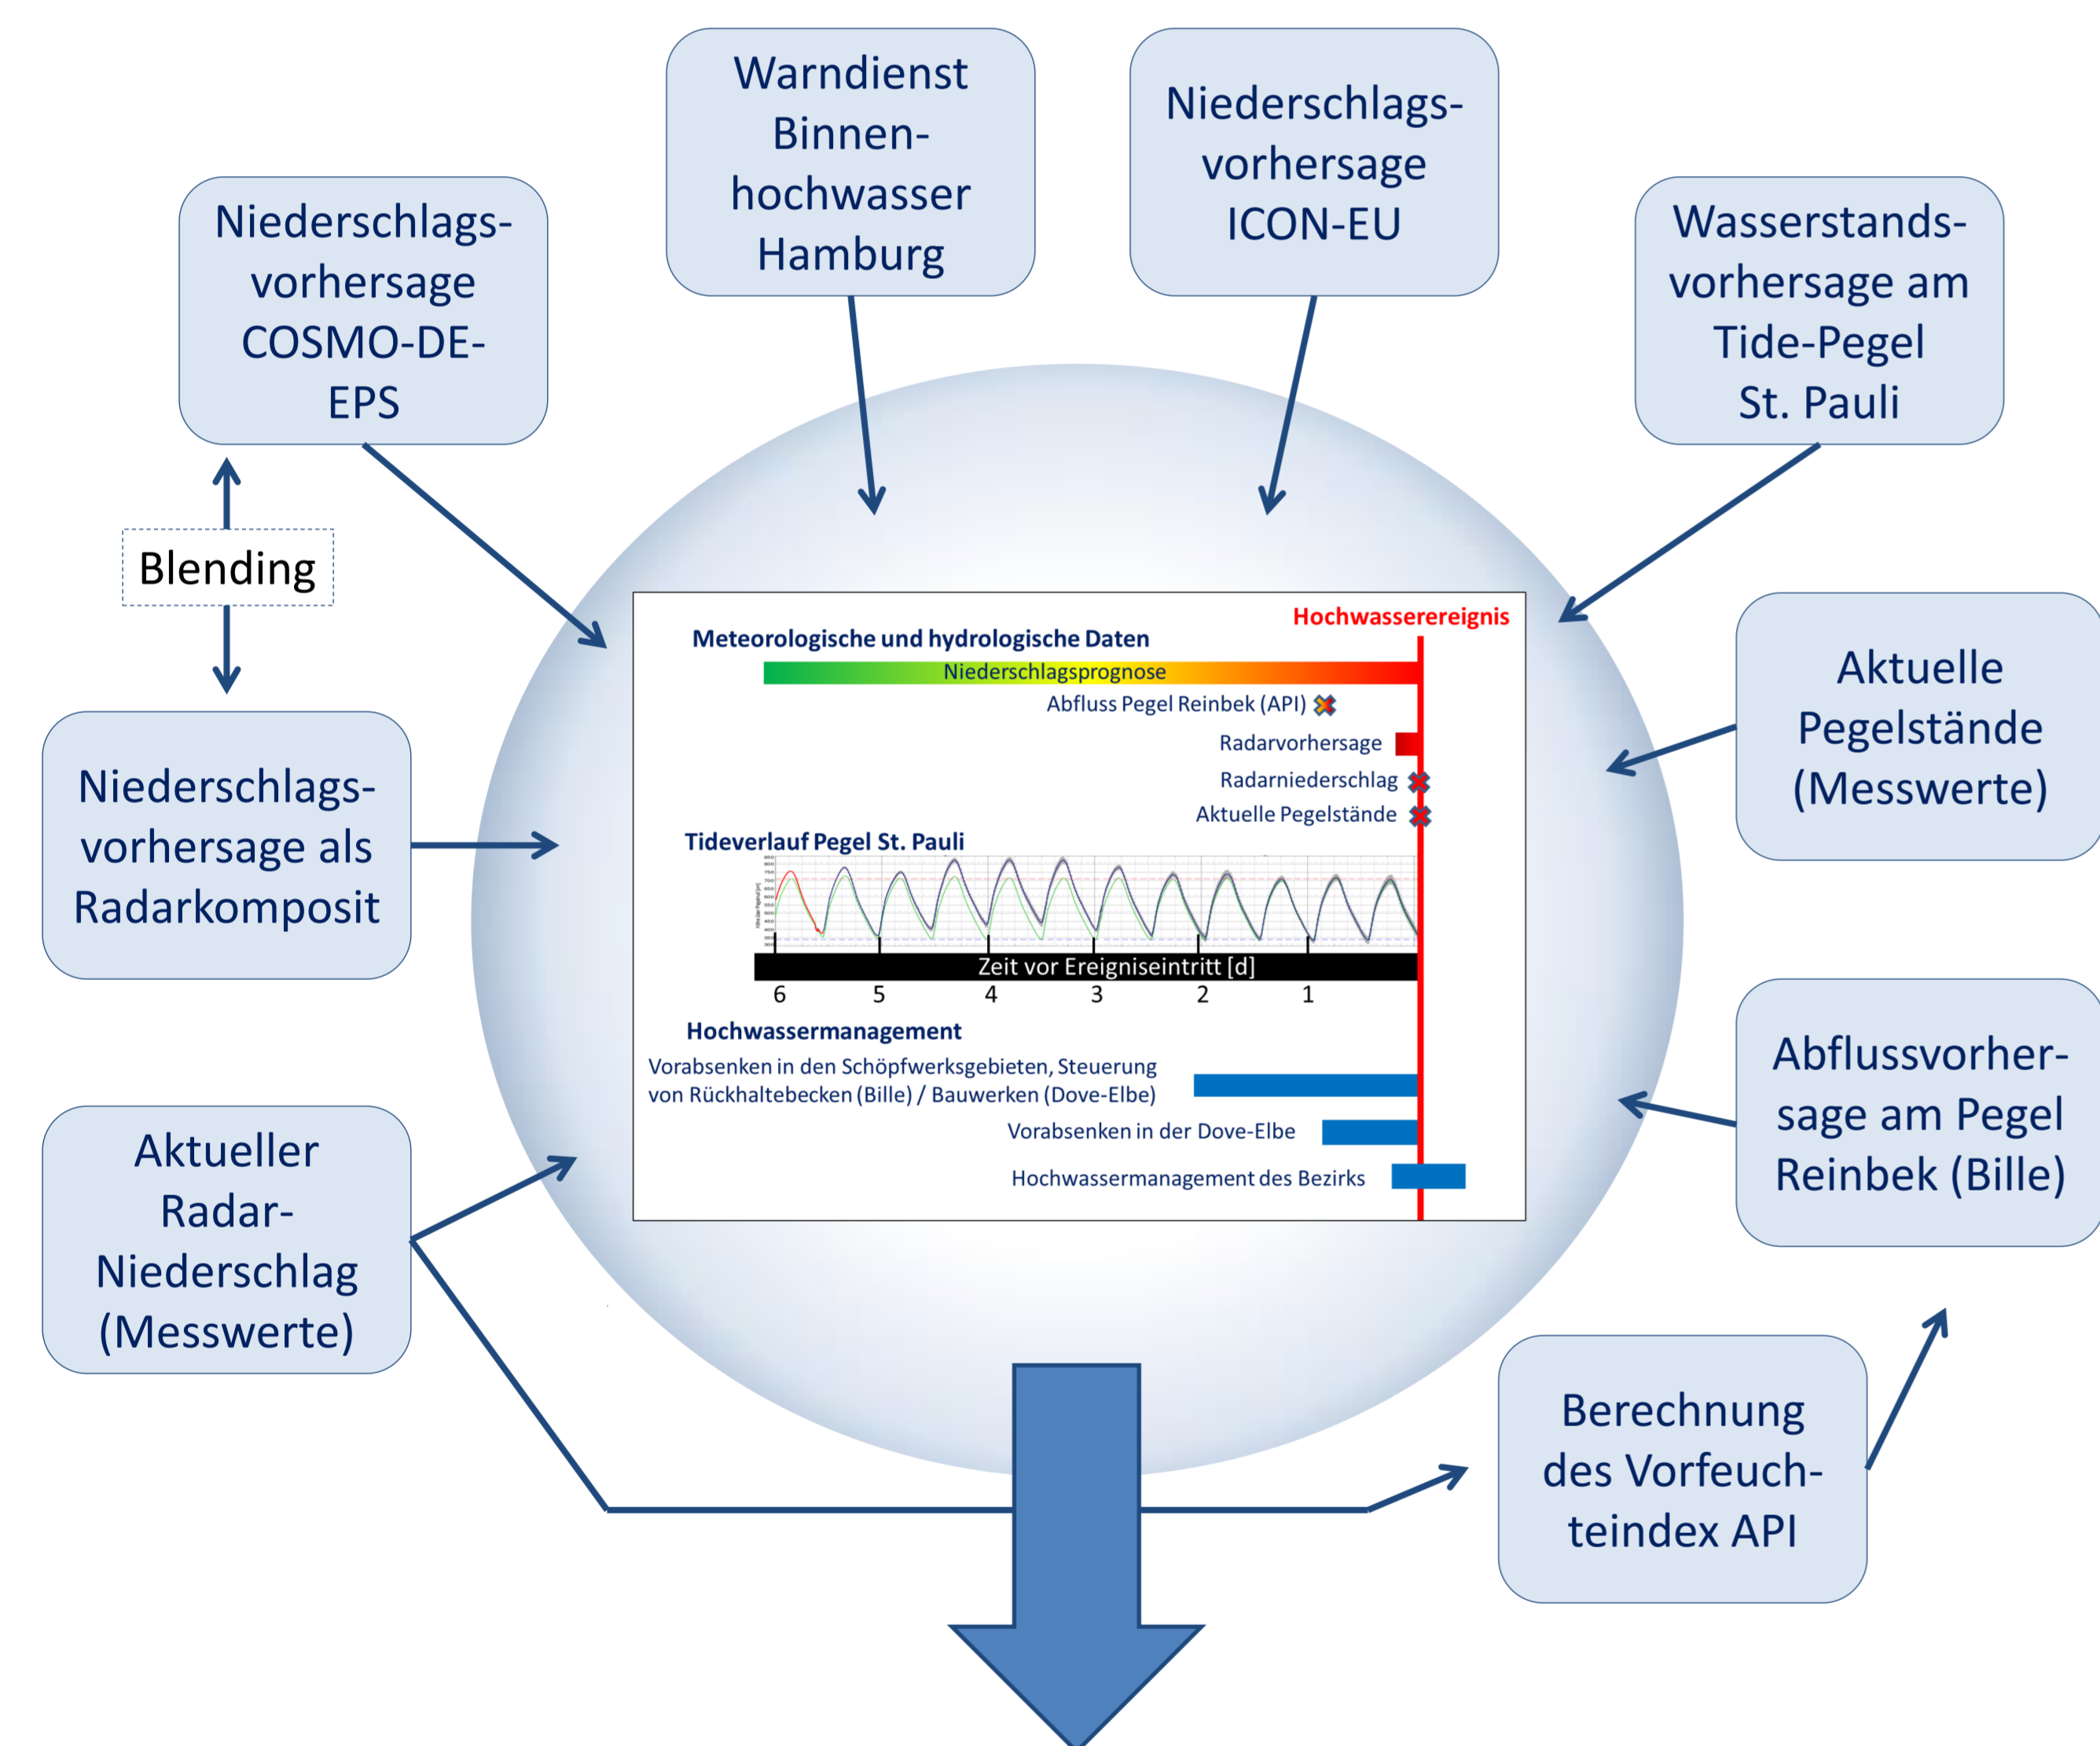 Warndienst
Binnen-
hochwasser
Hamburg
Niederschlags-
vorhersage
ICON-EU
Niederschlags-
vorhersage
COSMO-DE-
EPS
Wasserstands-
vorhersage am
Tide-Pegel
St. Pauli
Blending
Niederschlags-
vorhersage als
Radarkomposit
Aktueller
Radar-
Niederschlag
(Messwerte)
Hochwasserereignis
Meteorologische und hydrologische Daten
Niederschlagsprognose
Abfluss Pegel Reinbek (API)
Radarvorhersage
Radarniederschlag
Aktuelle Pegelstände
Tideverlauf Pegel St. Pauli
Zeit vor Ereigniseintritt [d]
6 5 4 3 2 1
Hochwassermanagement
Vorabsenken in den Schöpfwerksgebieten, Steuerung
von Rückhaltebecken (Bille) / Bauwerken (Dove-Elbe)
Vorabsenken in der Dove-Elbe
Hochwassermanagement des Bezirks
Aktuelle
Pegelstände
(Messwerte)
Abflussvorher-
sage am Pegel
Reinbek (Bille)
Berechnung
des Vorfeuch-
teindex API